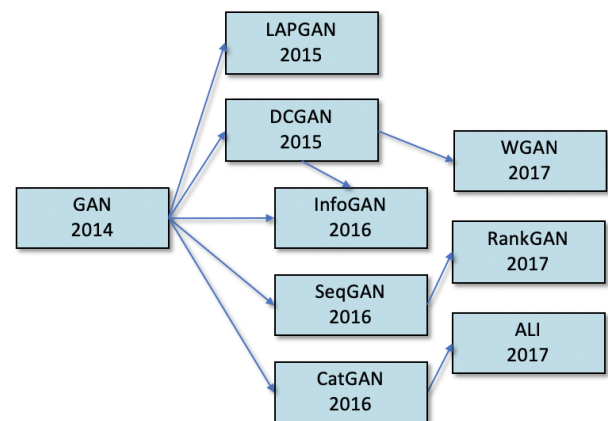 LAPGAN
2015
DCGAN
2015
WGAN
2017
GAN
2014
InfoGAN
2016
RankGAN
2017
SeqGAN
2016
ALI
2017
CatGAN
2016